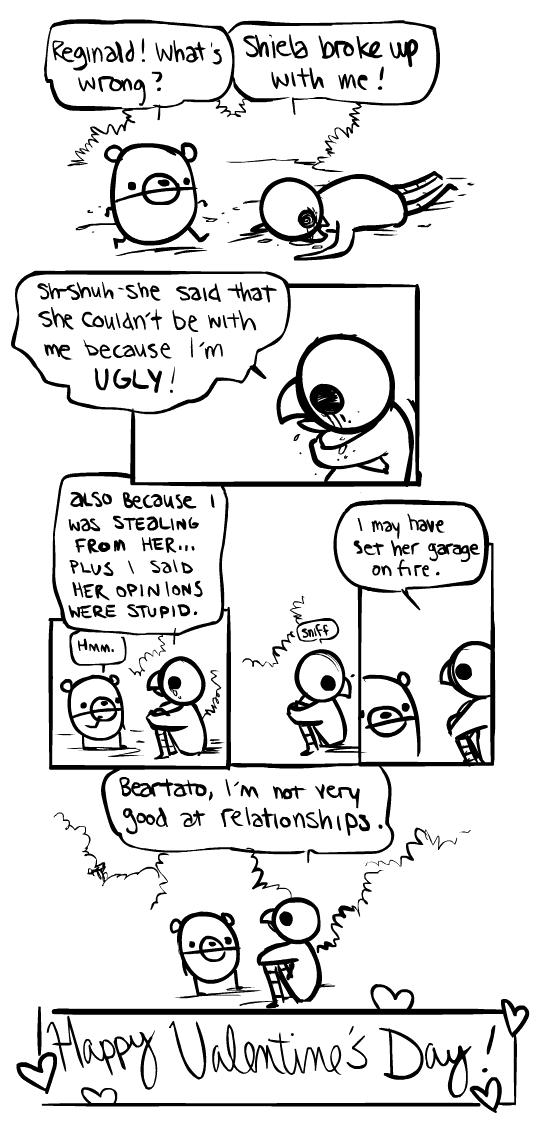 Reginald! What's
wrong?
Shiela broke up
with me!
Sh-shuh-she said that
she couldn't be with
me because I'm
UGLY!
ALSO BECAUSE I
WAS STEALING
FROM HER...
PLUS I SAID
HER OPINIONS
WERE STUPID.
Hmm.
Sniff
I may have
set her garage
on fire.
Beartato, I'm not very
good at relationships.
Happy Valentine's Day!